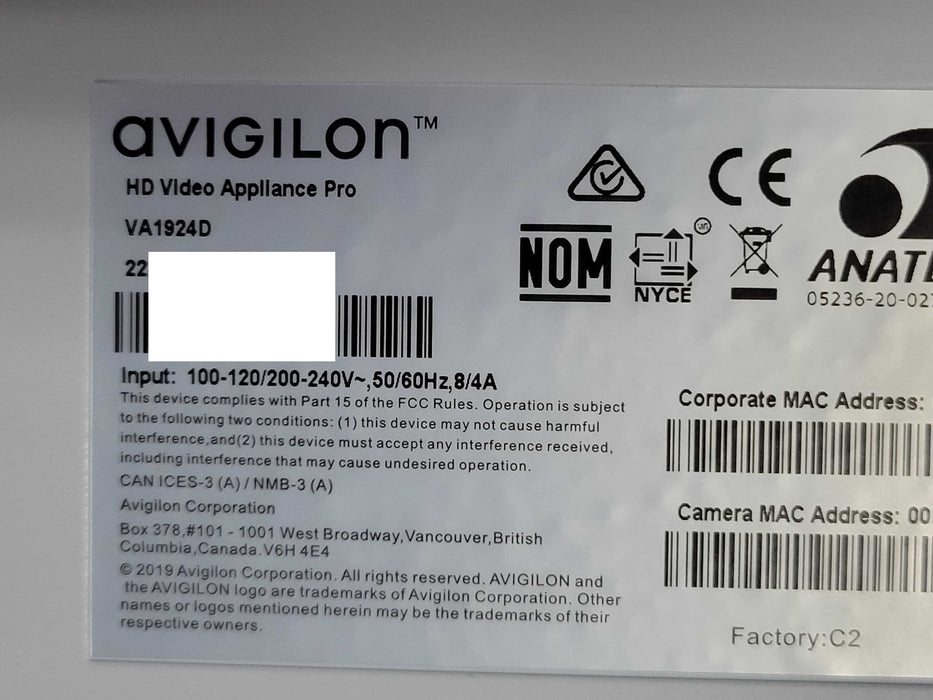 aVIGILon™
HD Video Appliance Pro
VA1924D
22
Input: 100-120/200-240V~,50/60Hz,8/4A
This device complies with Part 15 of the FCC Rules. Operation is subject
to the following two conditions: (1) this device may not cause harmful
interference,and(2) this device must accept any interference received,
including interference that may cause undesired operation.
CAN ICES-3 (A) / NMB-3 (A)
Avigilon Corporation
Box 378,#101 - 1001 West Broadway,Vancouver,British
Columbia,Canada.V6H 4E4
© 2019 Avigilon Corporation. All rights reserved. AVIGILON and
the AVIGILON logo are trademarks of Avigilon Corporation. Other
names or logos mentioned herein may be the trademarks of their
respective owners.
CE
NOM
NYCE
ANATE
05236-20-027
Corporate MAC Address:
Camera MAC Address: 00
Factory:C2